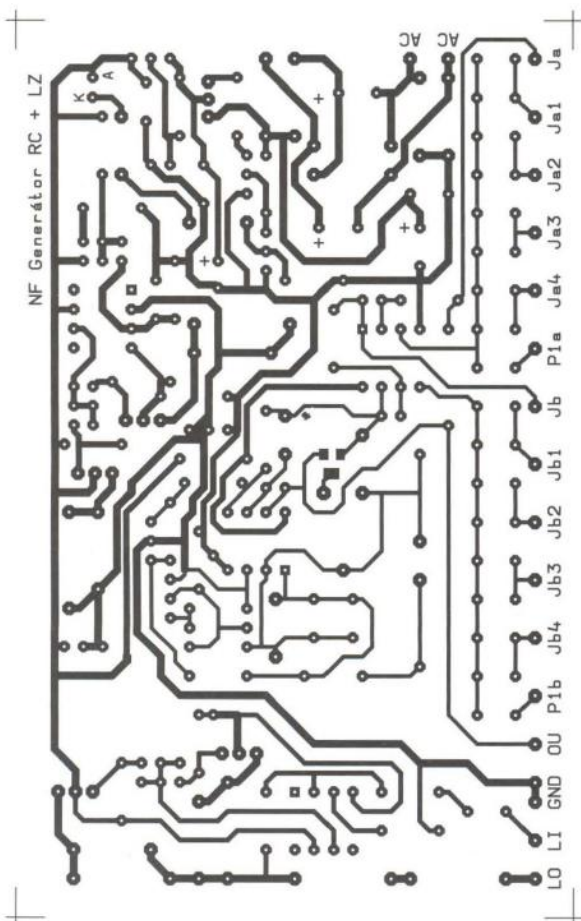 NF Generátor RC + LZ
A
K
+
AC
AC
+
+
+
Ja
Ja1
Ja2
Ja3
Ja4
P1a
Jb
Jb1
Jb2
Jb3
Jb4
P1b
OU
GND
LI
LO